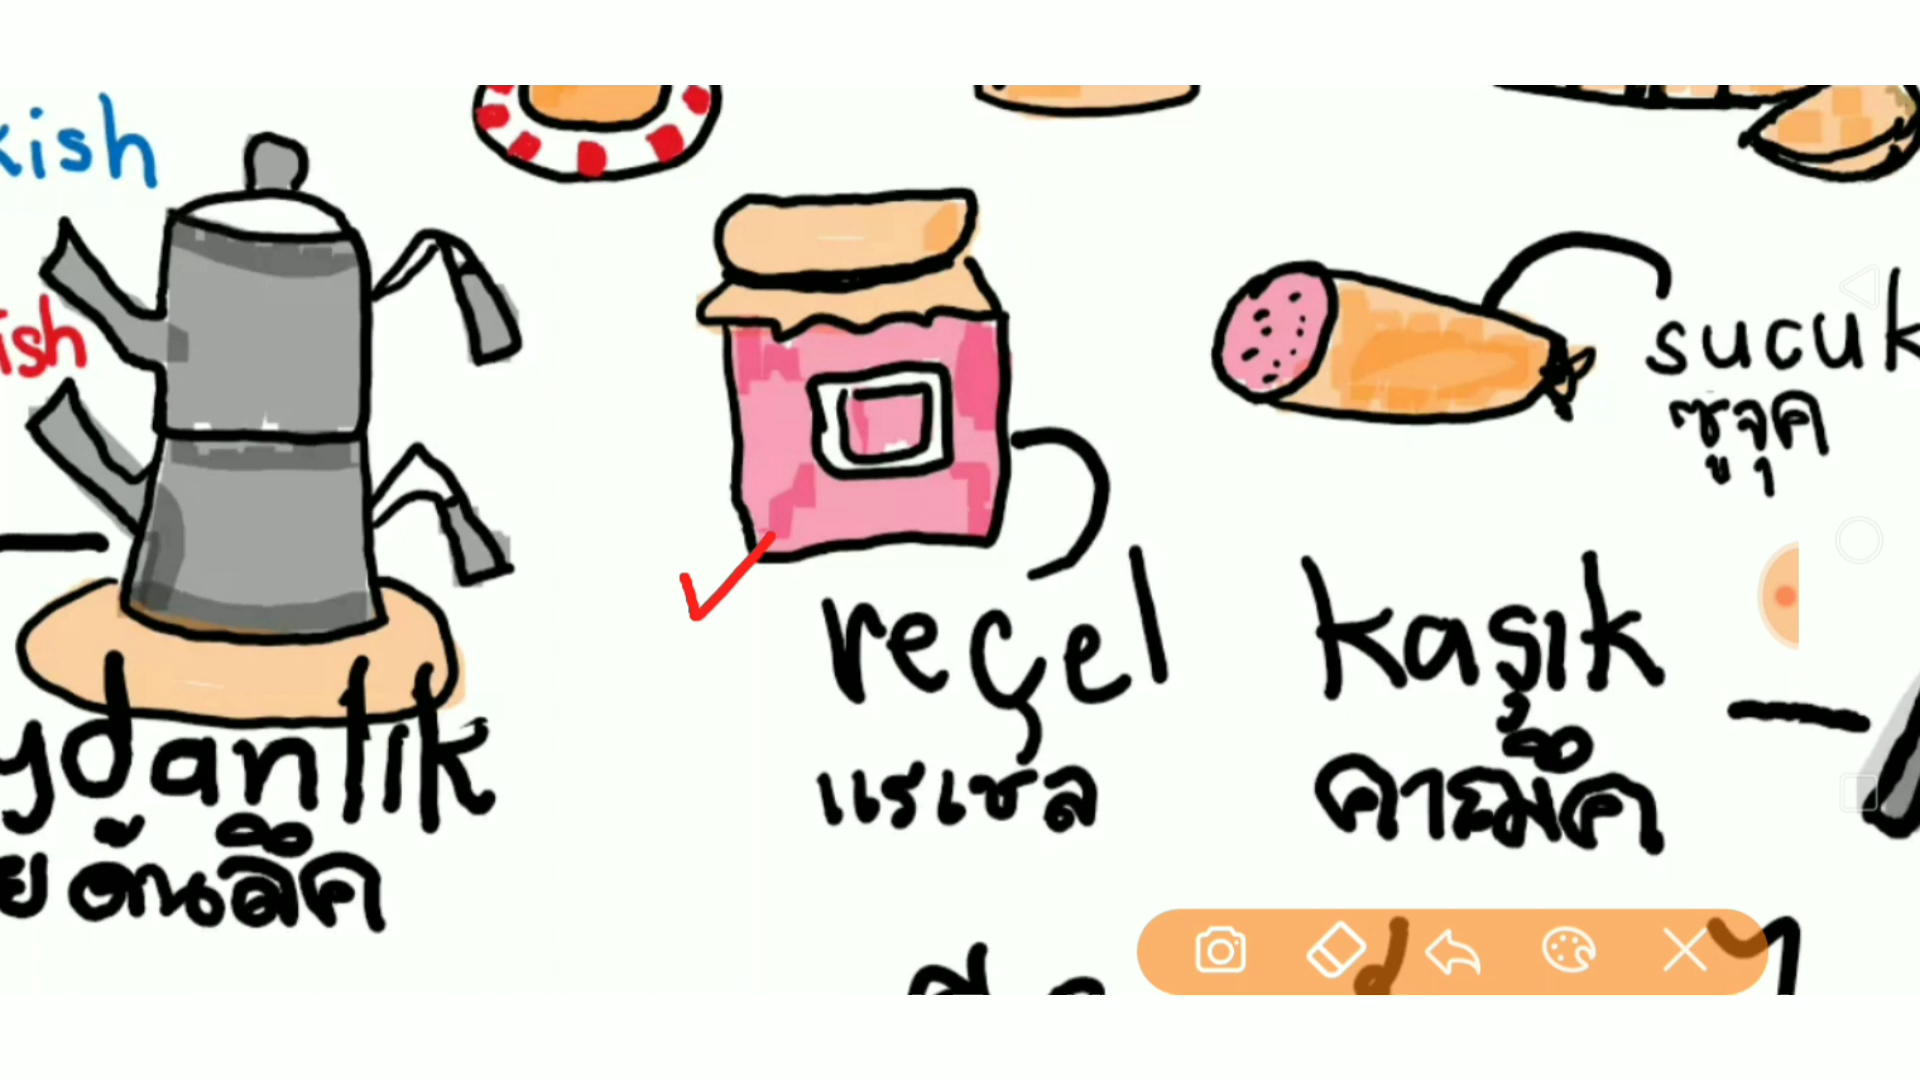 kish
ish
sucuk
ซูจุค
reçel
แรเชล
kaşık
คาชึค
ydanlık
ยดันลึค